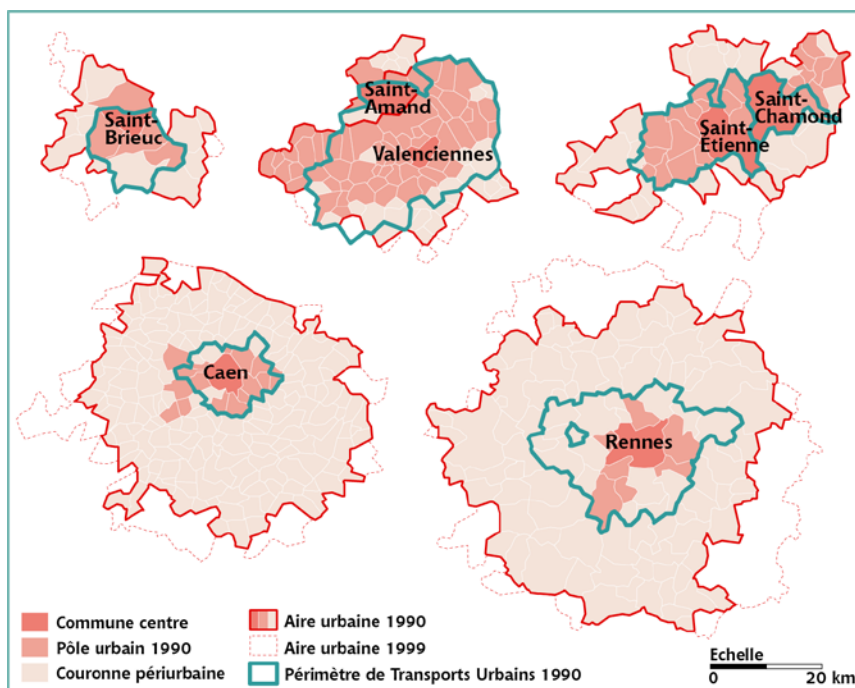 Saint-
Brieuc
Saint-
Amand
Valenciennes
Saint-
Chamond
Saint-
Etienne
Caen
Rennes
Commune centre
Pôle urbain 1990
Couronne périurbaine
Aire urbaine 1990
Aire urbaine 1999
Périmètre de Transports Urbains 1990
Echelle
0 20 km